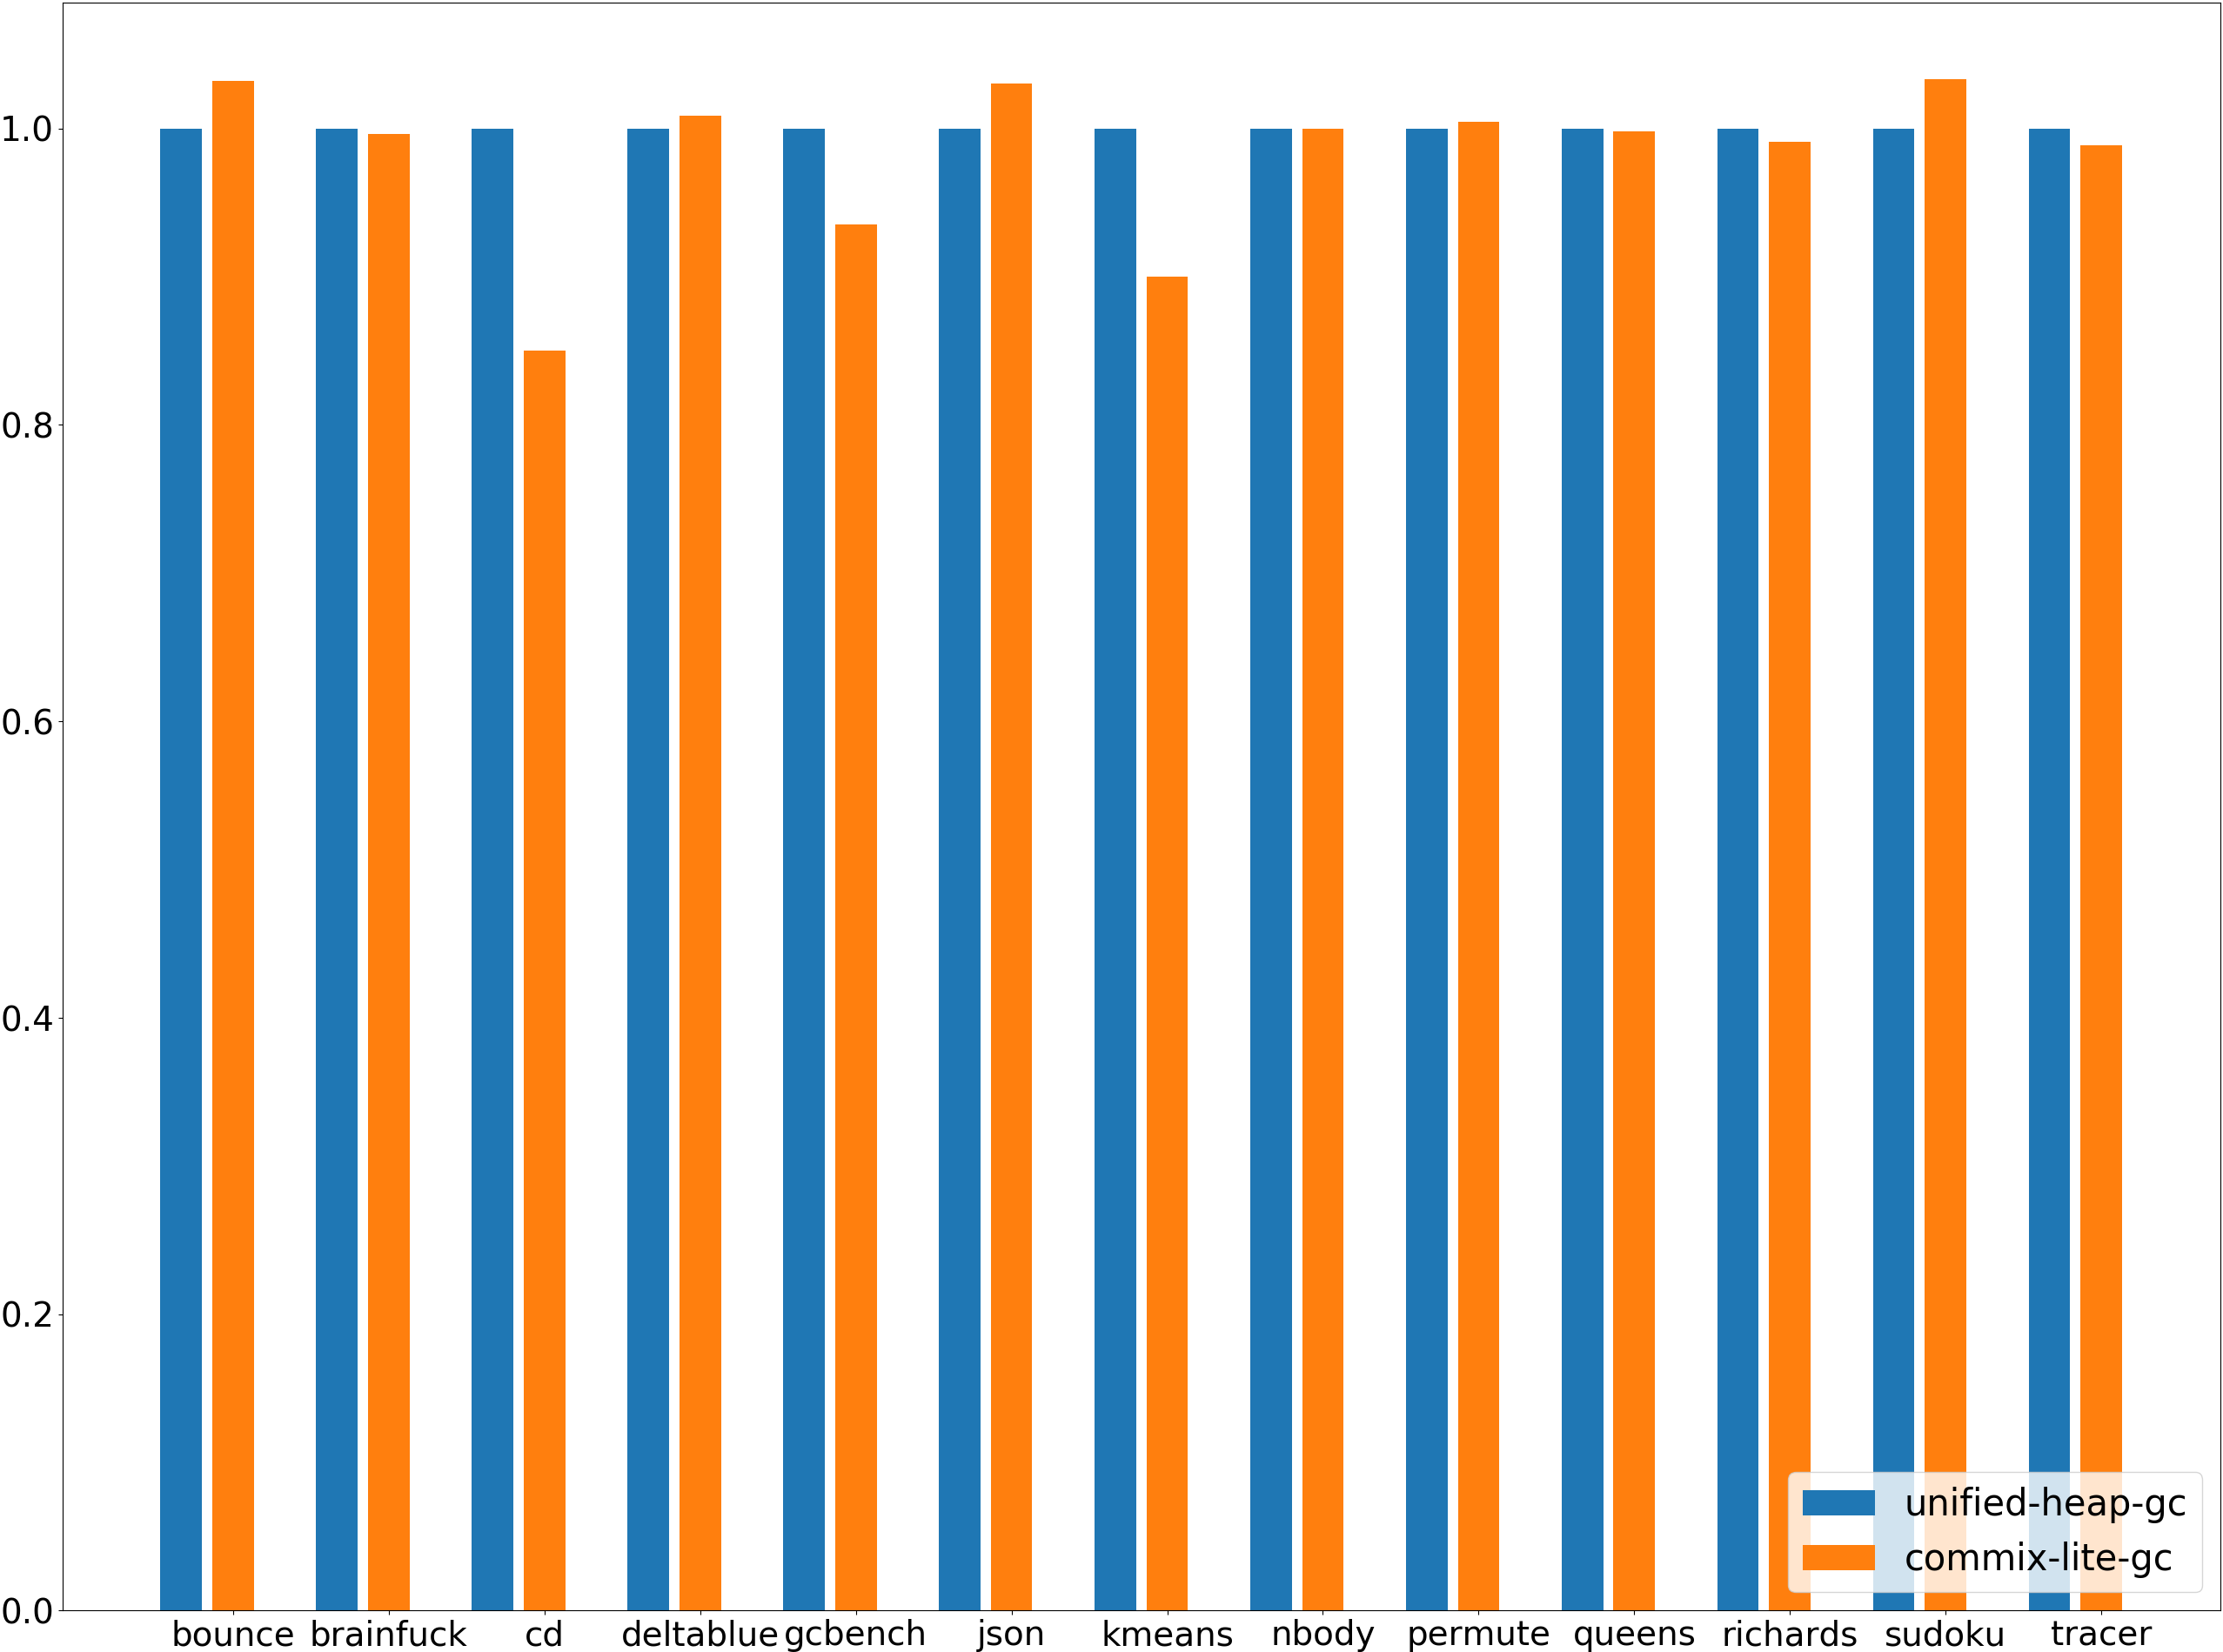 1.0
0.8
0.6
0.4
0.2
0.0
bounce brainfuck cd deltablue gcbench json kmeans nbody permute queens richards sudoku tracer
unified-heap-gc
commix-lite-gc